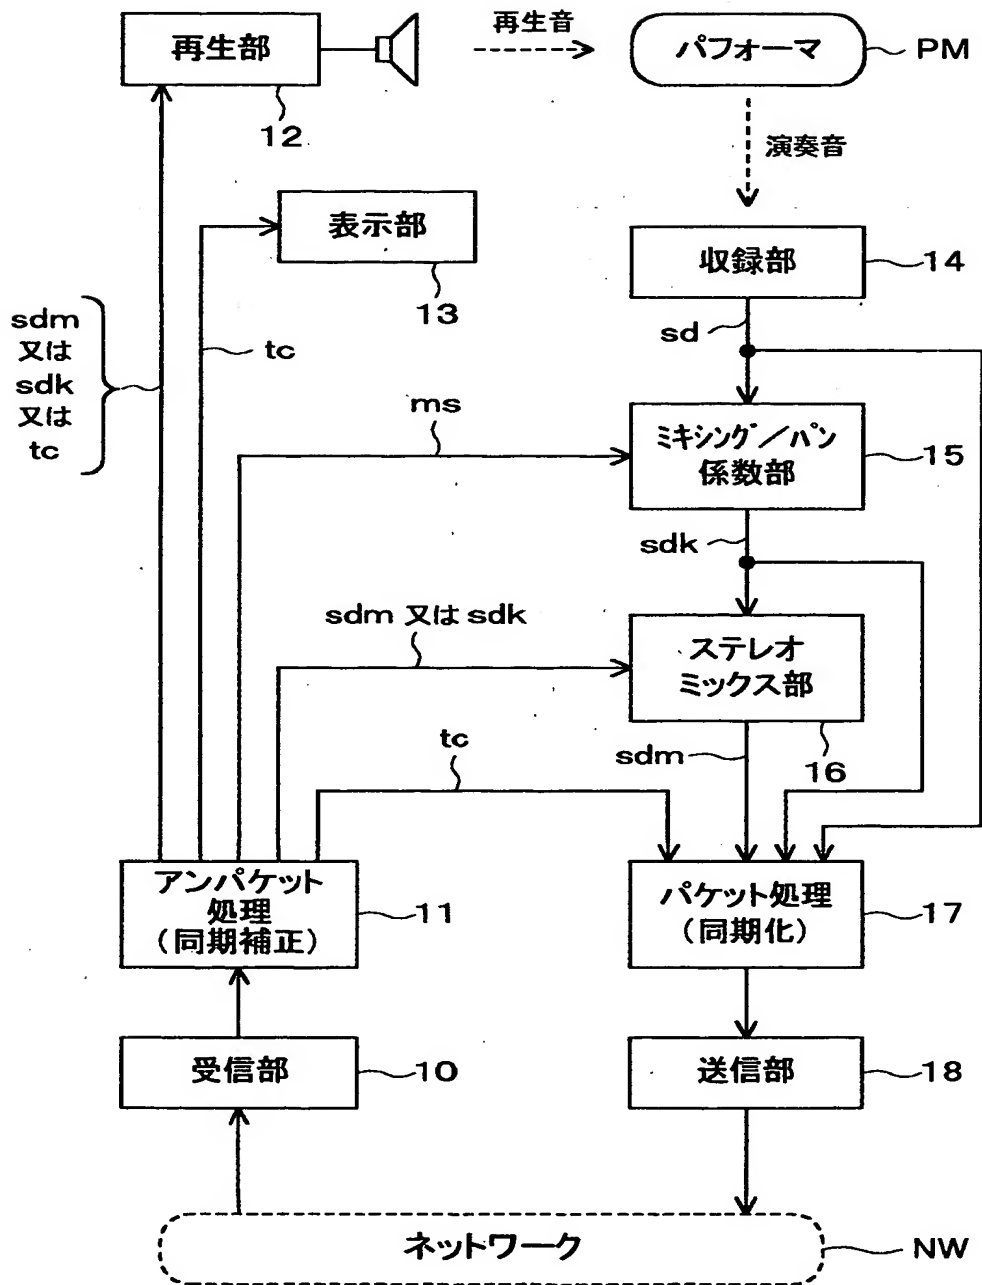 再生部
12
再生音
パフォーマ
PM
演奏音
表示部
13
収録部
14
sd
sdm
又は
sdk
又は
tc
tc
ms
ミキシング／パン
係数部
15
sdk
sdm 又は sdk
ステレオ
ミックス部
16
tc
sdm
アンパケット
処理
(同期補正)
11
パケット処理
(同期化)
17
受信部
10
送信部
18
ネットワーク
NW